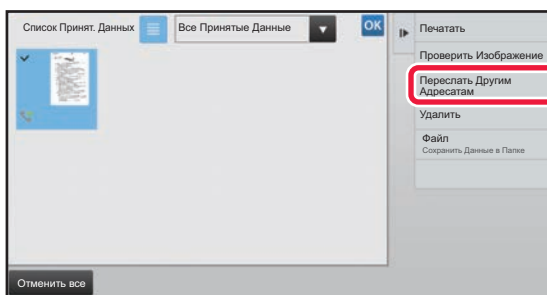 Список Принят. Данных
Все Принятые Данные
OK
Печатать
Проверить Изображение
Переслать Другим
Адресатам
Удалить
Файл
Сохранить Данные в Папке
Отменить все